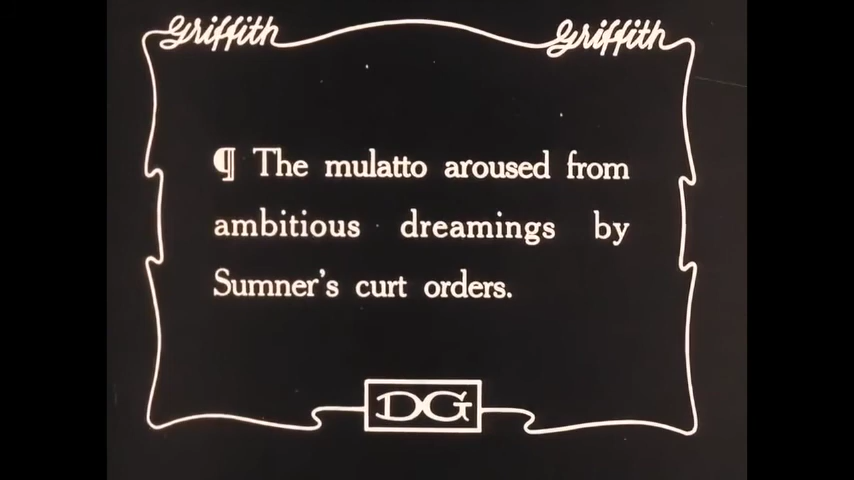 Griffith Griffith
¶ The mulatto aroused from
ambitious dreamings by
Sumner's curt orders.
DG